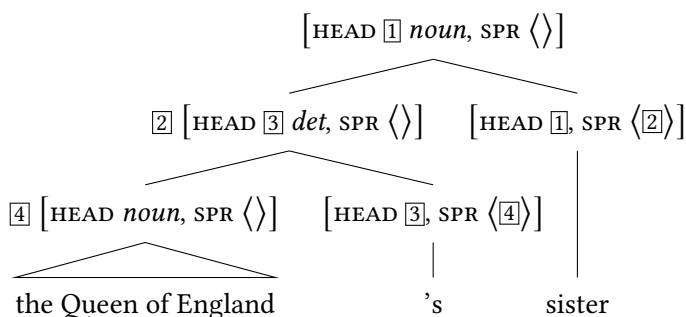 [HEAD 1 noun, SPR ⟨⟩]
2 [HEAD 3 det, SPR ⟨⟩] [HEAD 1, SPR ⟨2⟩]
4 [HEAD noun, SPR ⟨⟩] [HEAD 3, SPR ⟨4⟩]
the Queen of England 's sister